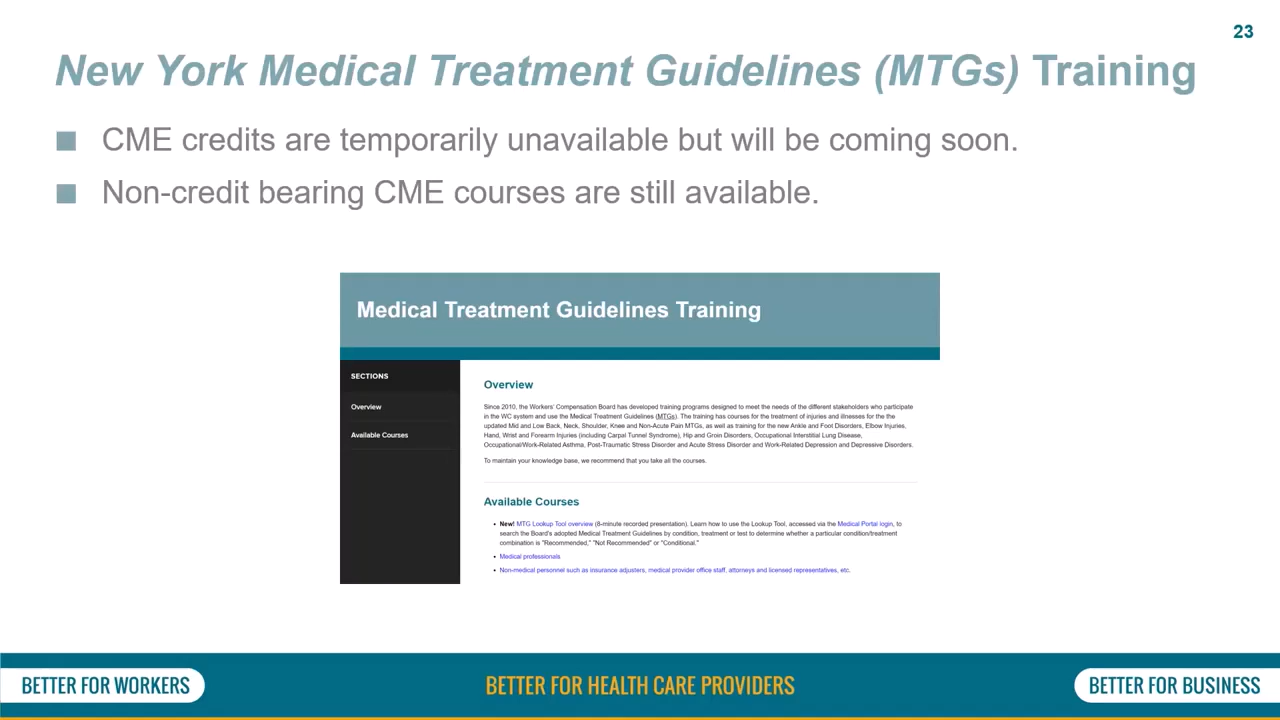 23
New York Medical Treatment Guidelines (MTGs) Training
CME credits are temporarily unavailable but will be coming soon.
Non-credit bearing CME courses are still available.
Medical Treatment Guidelines Training
SECTIONS
Overview
Available Courses
Overview
Since 2010, the Workers' Compensation Board has developed training programs designed to meet the needs of the different stakeholders who participate
in the WC system and use the Medical Treatment Guidelines (MTGs). The training has courses for the treatment of injuries and illnesses for the the
updated Mid and Low Back, Neck, Shoulder, Knee and Non-Acute Pain MTGs, as well as training for the new Ankle and Foot Disorders, Elbow Injuries,
Hand, Wrist and Forearm Injuries (including Carpal Tunnel Syndrome), Hip and Groin Disorders, Occupational Interstitial Lung Disease,
Occupational/Work-Related Asthma, Post-Traumatic Stress Disorder and Acute Stress Disorder and Work-Related Depression and Depressive Disorders.
To maintain your knowledge base, we recommend that you take all the courses.
Available Courses
• New! MTG Lookup Tool overview (8-minute recorded presentation). Learn how to use the Lookup Tool, accessed via the Medical Portal login, to
search the Board's adopted Medical Treatment Guidelines by condition, treatment or test to determine whether a particular condition/treatment
combination is "Recommended," "Not Recommended" or "Conditional."
• Medical professionals
• Non-medical personnel such as insurance adjusters, medical provider office staff, attorneys and licensed representatives, etc.
BETTER FOR WORKERS
BETTER FOR HEALTH CARE PROVIDERS
BETTER FOR BUSINESS